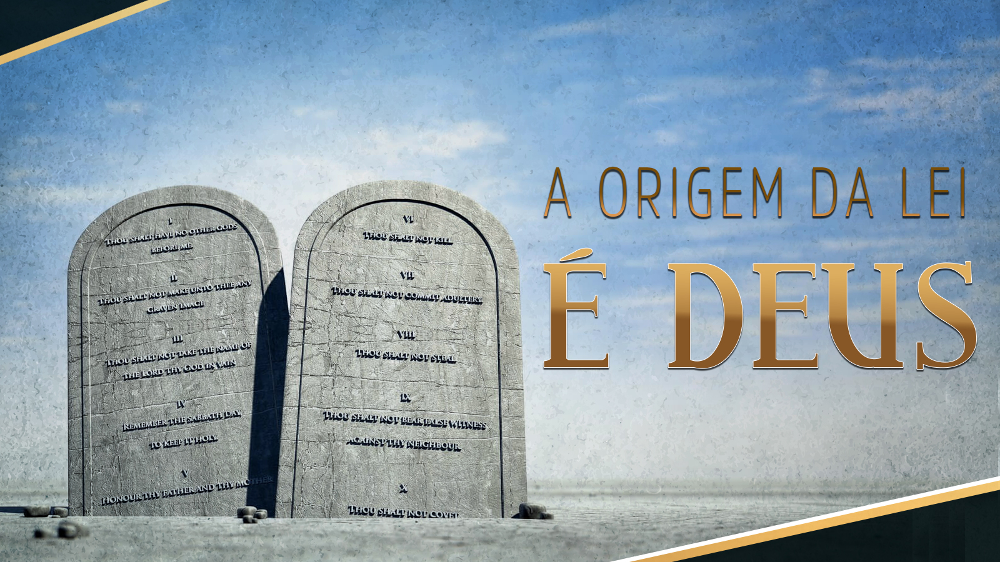 I
THOU SHALT HAVE NO OTHER GODS
BEFORE ME
II
THOU SHALT NOT MAKE UNTO THEE ANY
GRAVEN IMAGE
III
THOU SHALT NOT TAKE THE NAME OF
THE LORD THY GOD IN VAIN
IV
REMEMBER THE SABBATH DAY
TO KEEP IT HOLY
V
HONOUR THY FATHER AND THY MOTHER
VI
THOU SHALT NOT KILL
VII
THOU SHALT NOT COMMIT ADULTERY
VIII
THOU SHALT NOT STEAL
IX
THOU SHALT NOT BEAR FALSE WITNESS
AGAINST THY NEIGHBOUR
X
THOU SHALT NOT COVET
A ORIGEM DA LEI
É DEUS